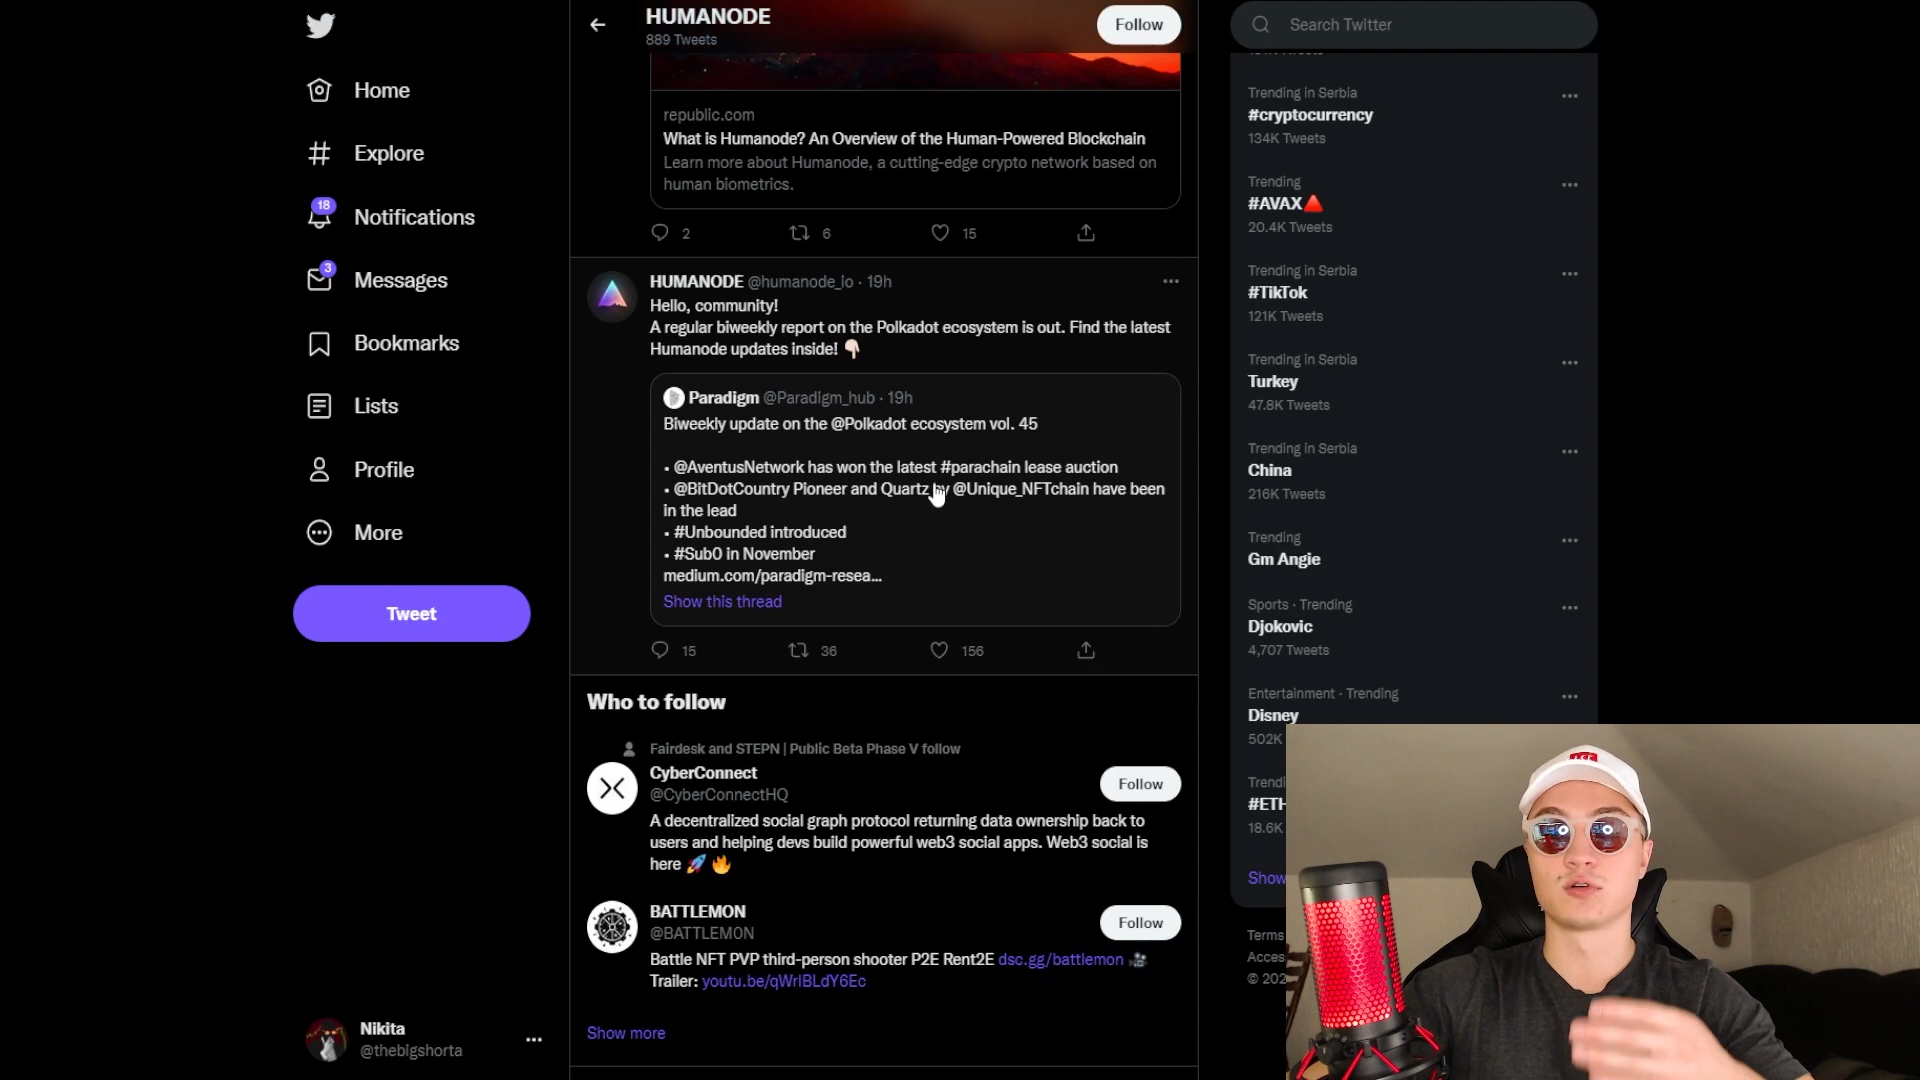 Home
Explore
18
Notifications
3
Messages
Bookmarks
Lists
Profile
More
Tweet
Nikita
@thebigshorta
HUMANODE
889 Tweets
Follow
republic.com
What is Humanode? An Overview of the Human-Powered Blockchain
Learn more about Humanode, a cutting-edge crypto network based on
human biometrics.
2 6 15
HUMANODE @humanode_io · 19h
Hello, community!
A regular biweekly report on the Polkadot ecosystem is out. Find the latest
Humanode updates inside! 👇🏻
Paradigm @Paradigm_hub · 19h
Biweekly update on the @Polkadot ecosystem vol. 45
• @AventusNetwork has won the latest #parachain lease auction
• @BitDotCountry Pioneer and Quartz by @Unique_NFTchain have been
in the lead
• #Unbounded introduced
• #Sub0 in November
medium.com/paradigm-resea...
Show this thread
15 36 156
Who to follow
Fairdesk and STEPN | Public Beta Phase V follow
CyberConnect
@CyberConnectHQ
Follow
A decentralized social graph protocol returning data ownership back to
users and helping devs build powerful web3 social apps. Web3 social is
here 🚀 🔥
BATTLEMON
@BATTLEM0N
Follow
Battle NFT PVP third-person shooter P2E Rent2E dsc.gg/battlemon 🎥
Trailer: youtu.be/qWrlBLdY6Ec
Show more
Search Twitter
Trending in Serbia
#cryptocurrency
134K Tweets
Trending
#AVAX🔺
20.4K Tweets
Trending in Serbia
#TikTok
121K Tweets
Trending in Serbia
Turkey
47.8K Tweets
Trending in Serbia
China
216K Tweets
Trending
Gm Angie
Sports · Trending
Djokovic
4,707 Tweets
Entertainment · Trending
Disney
502K
Trendi
#ETH
18.6K
Show
Terms
Acces
© 202